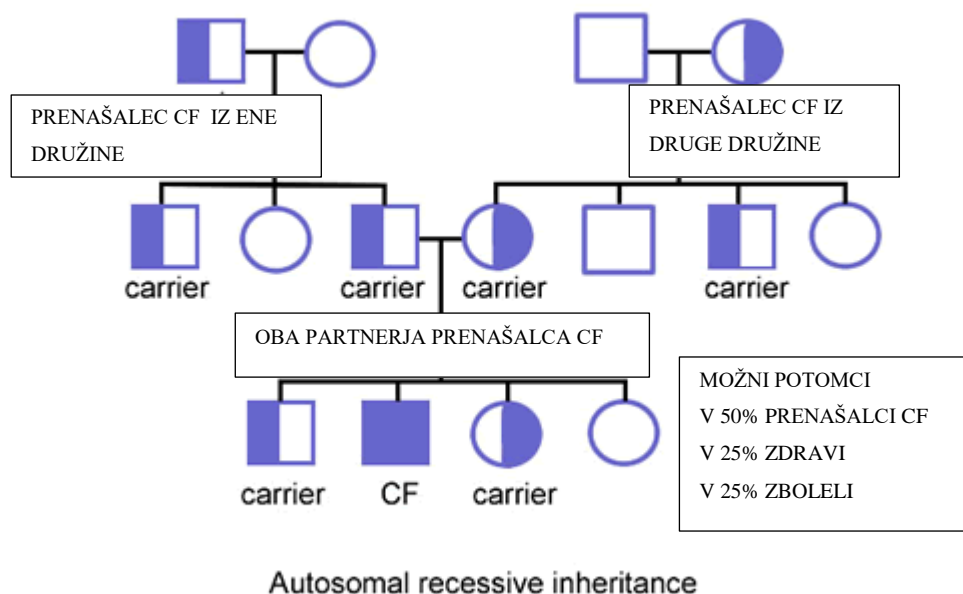 PRENAŠALEC CF IZ ENE
DRUŽINE
PRENAŠALEC CF IZ
DRUGE DRUŽINE
carrier
carrier
carrier
carrier
OBA PARTNERJA PRENAŠALCA CF
MOŽNI POTOMCI
V 50% PRENAŠALCI CF
V 25% ZDRAVI
V 25% ZBOLELI
carrier
CF
carrier
Autosomal recessive inheritance